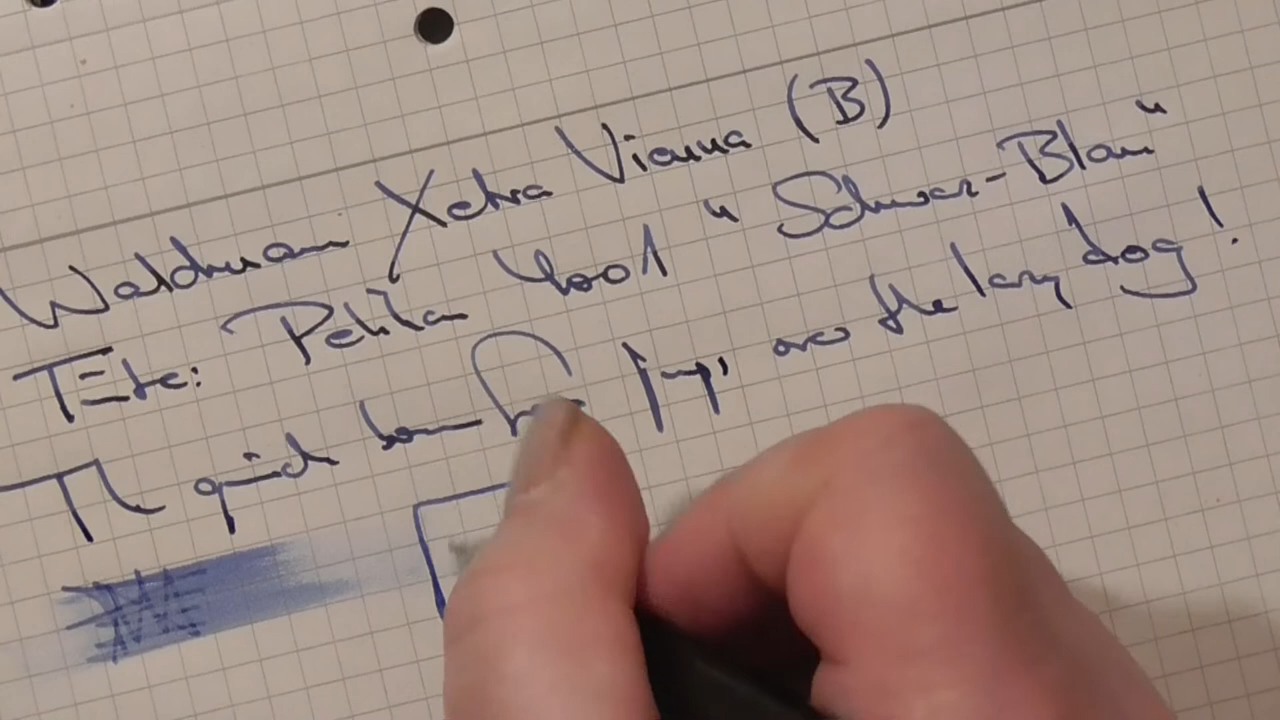 Waldmann Xetra Vienna (B)
Tinte: Pelikan 4001 "Schwarz-Blau"
The quick brown fox jumps over the lazy dog!